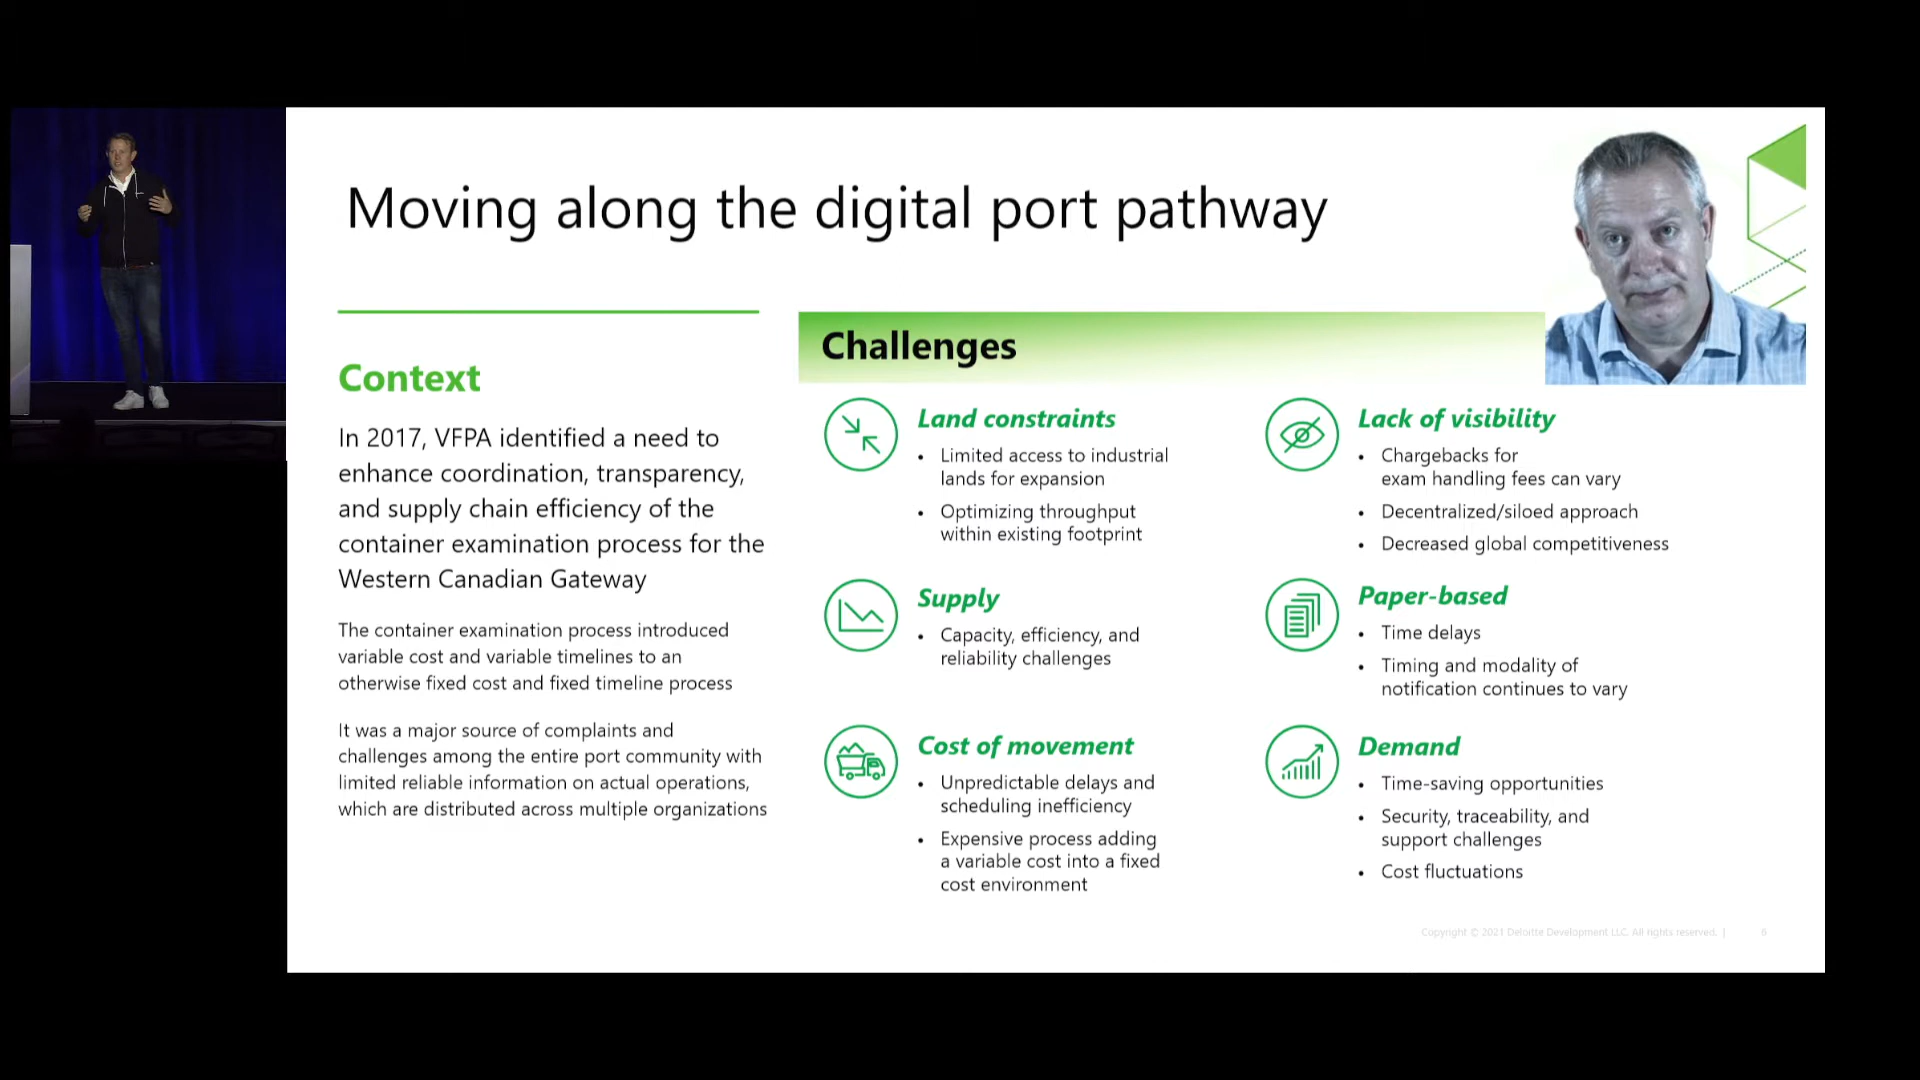 Moving along the digital port pathway
Context
In 2017, VFPA identified a need to
enhance coordination, transparency,
and supply chain efficiency of the
container examination process for the
Western Canadian Gateway
The container examination process introduced
variable cost and variable timelines to an
otherwise fixed cost and fixed timeline process
It was a major source of complaints and
challenges among the entire port community with
limited reliable information on actual operations,
which are distributed across multiple organizations
Challenges
Land constraints
• Limited access to industrial
lands for expansion
• Optimizing throughput
within existing footprint
Supply
• Capacity, efficiency, and
reliability challenges
Cost of movement
• Unpredictable delays and
scheduling inefficiency
• Expensive process adding
a variable cost into a fixed
cost environment
Lack of visibility
• Chargebacks for
exam handling fees can vary
• Decentralized/siloed approach
• Decreased global competitiveness
Paper-based
• Time delays
• Timing and modality of
notification continues to vary
Demand
• Time-saving opportunities
• Security, traceability, and
support challenges
• Cost fluctuations
Copyright © 2021 Deloitte Development LLC. All rights reserved. | 6